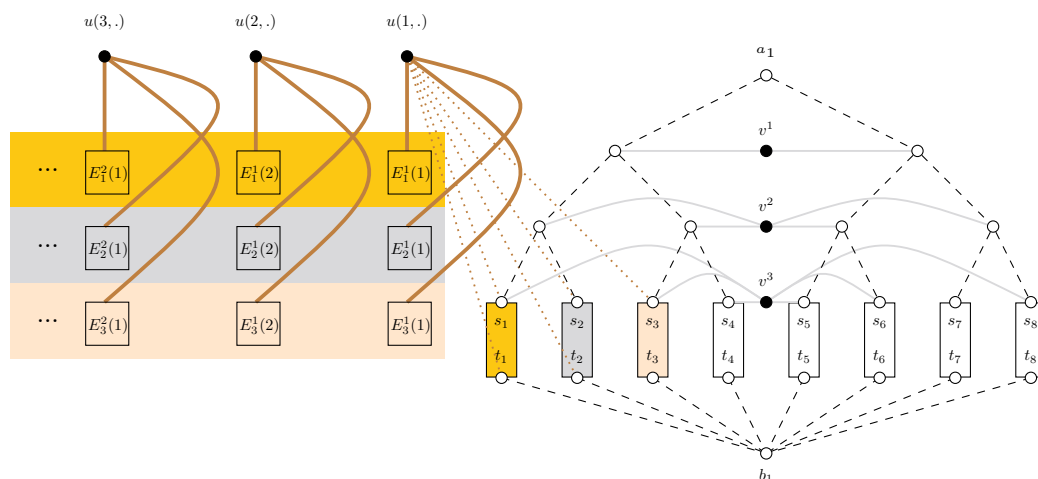 u(3,.) u(2,.) u(1,.)
a₁
v¹
... E₁²(1) E₁¹(2) E₁¹(1)
v²
... E₂²(1) E₂¹(2) E₂¹(1)
v³
... E₃²(1) E₃¹(2) E₃¹(1)
s₁ s₂ s₃ s₄ s₅ s₆ s₇ s₈
t₁ t₂ t₃ t₄ t₅ t₆ t₇ t₈
b₁